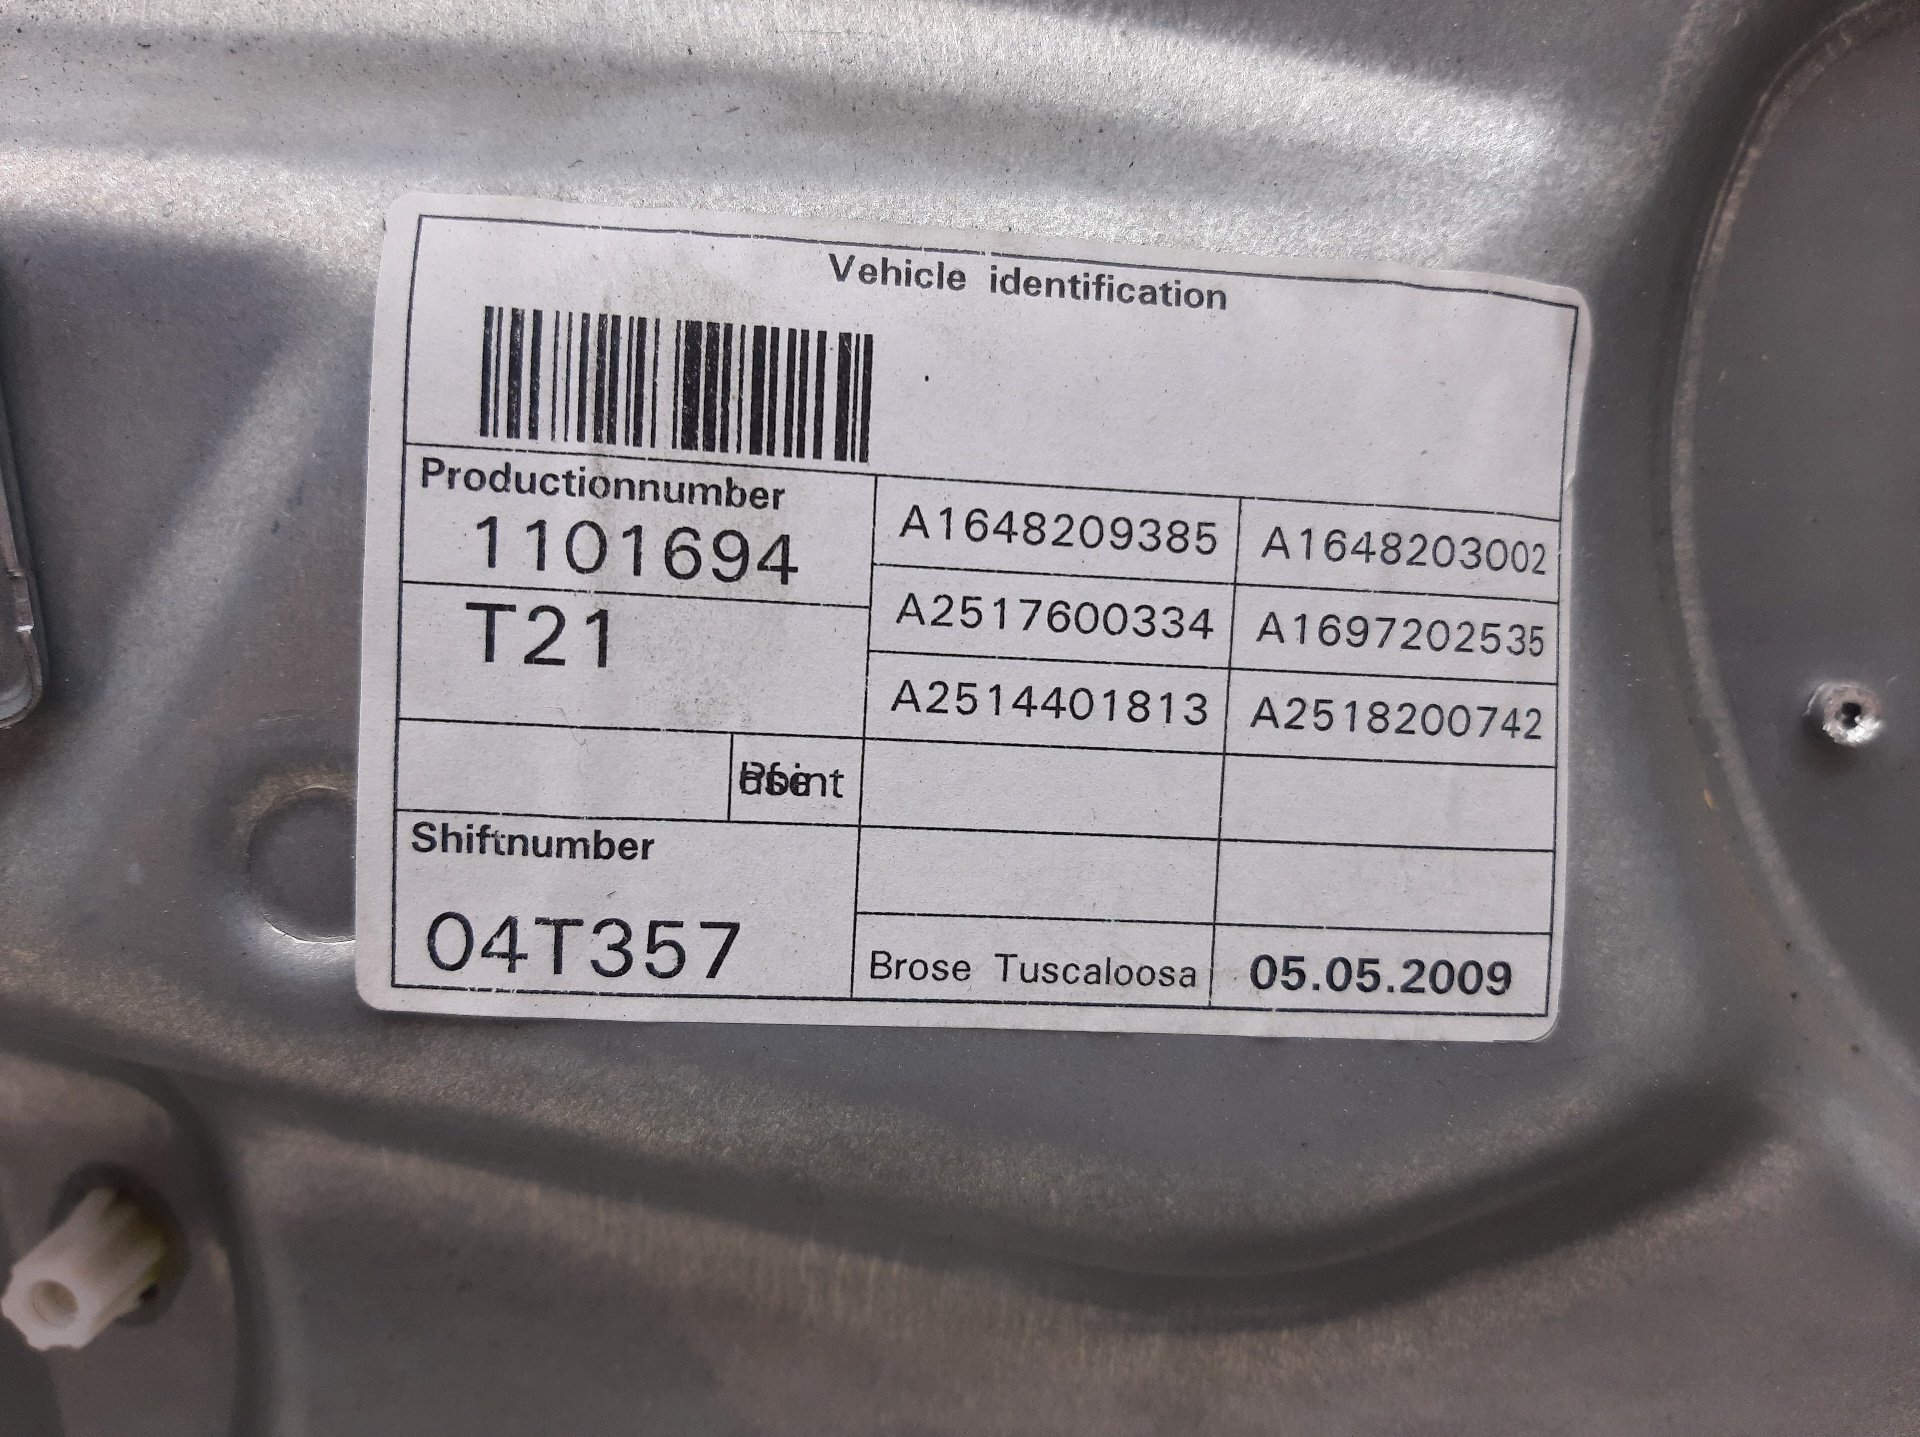 Vehicle identification
Productionnumber
1101694
T21
A1648209385 A1648203002
A2517600334 A1697202535
A2514401813 A2518200742
Shiftnumber
04T357
Brose Tuscaloosa 05.05.2009